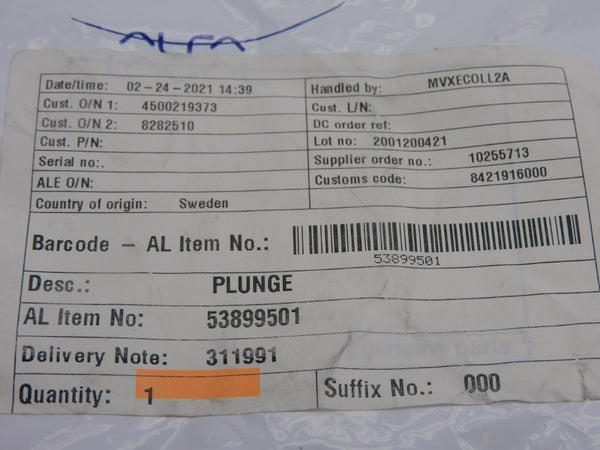 ALFA
Date/time: 02-24-2021 14:39
Handled by: MVXECOLL2A
Cust. O/N 1: 4500219373
Cust. L/N:
Cust. O/N 2: 8282510
DC order ref:
Cust. P/N:
Lot no: 2001200421
Serial no:.
Supplier order no.: 10255713
ALE O/N:
Customs code: 8421916000
Country of origin: Sweden
Barcode - AL Item No.:
53899501
Desc.: PLUNGE
AL Item No: 53899501
Delivery Note: 311991
genuine parts
Quantity: 1
Suffix No.: 000